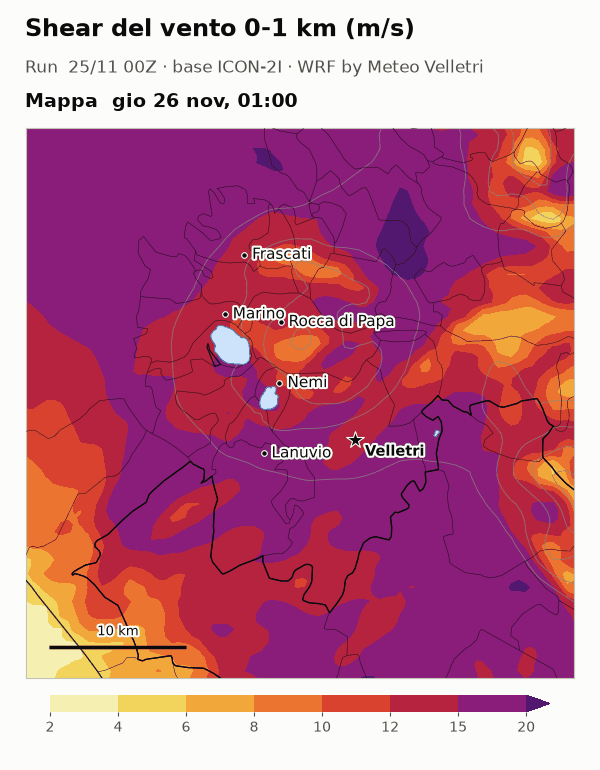 Shear del vento 0-1 km (m/s)
Run  25/11 00Z · base ICON-2I · WRF by Meteo Velletri
Mappa  gio 26 nov, 01:00
Frascati
Marino
Rocca di Papa
Nemi
Velletri
Lanuvio
10 km
2 4 6 8 10 12 15 20